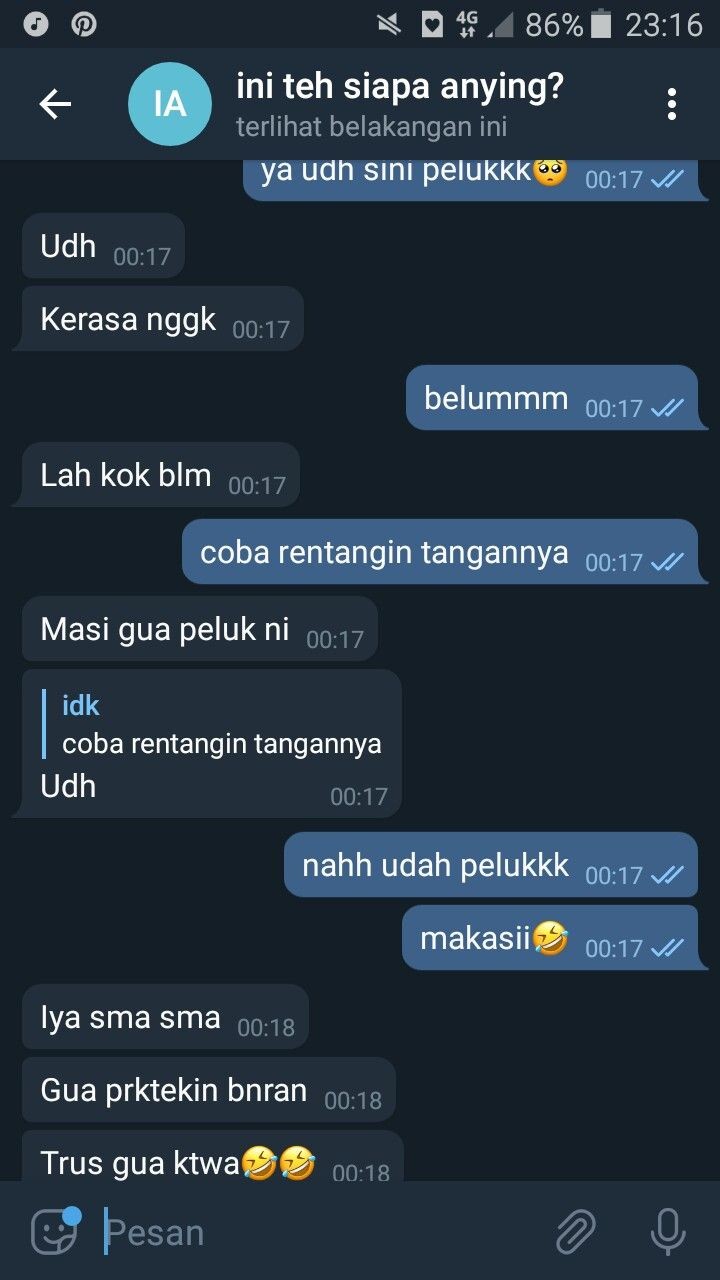 4G 86% 23:16
IA
ini teh siapa anying?
terlihat belakangan ini
ya udh sini pelukkk🥺 00:17
Udh 00:17
Kerasa nggk 00:17
belummm 00:17
Lah kok blm 00:17
coba rentangin tangannya 00:17
Masi gua peluk ni 00:17
idk
coba rentangin tangannya
Udh 00:17
nahh udah pelukkk 00:17
makasii🤣 00:17
Iya sma sma 00:18
Gua prktekin bnran 00:18
Trus gua ktwa🤣🤣 00:18
Pesan